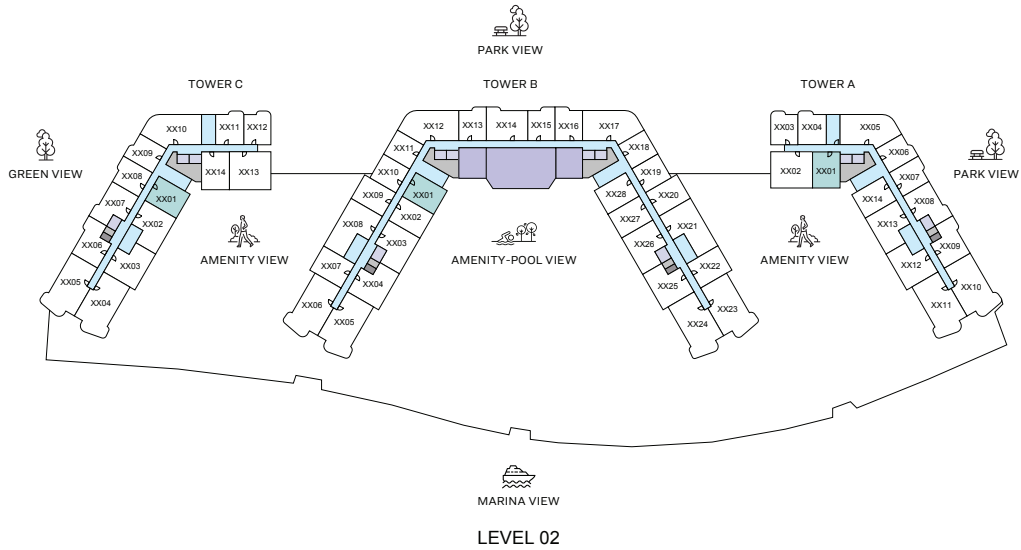 PARK VIEW
TOWER C
TOWER B
TOWER A
GREEN VIEW
PARK VIEW
XX10
XX11
XX12
XX09
XX08
XX14
XX13
XX07
XX01
XX06
XX02
XX05
XX03
XX04
AMENITY VIEW
XX12
XX13
XX14
XX15
XX16
XX17
XX11
XX18
XX10
XX19
XX09
XX01
XX28
XX20
XX08
XX02
XX27
XX21
XX07
XX03
XX26
XX22
XX04
XX25
XX06
XX05
XX24
XX23
AMENITY-POOL VIEW
XX03
XX04
XX05
XX02
XX01
XX06
XX07
XX14
XX08
XX13
XX09
XX12
XX10
XX11
AMENITY VIEW
MARINA VIEW
LEVEL 02